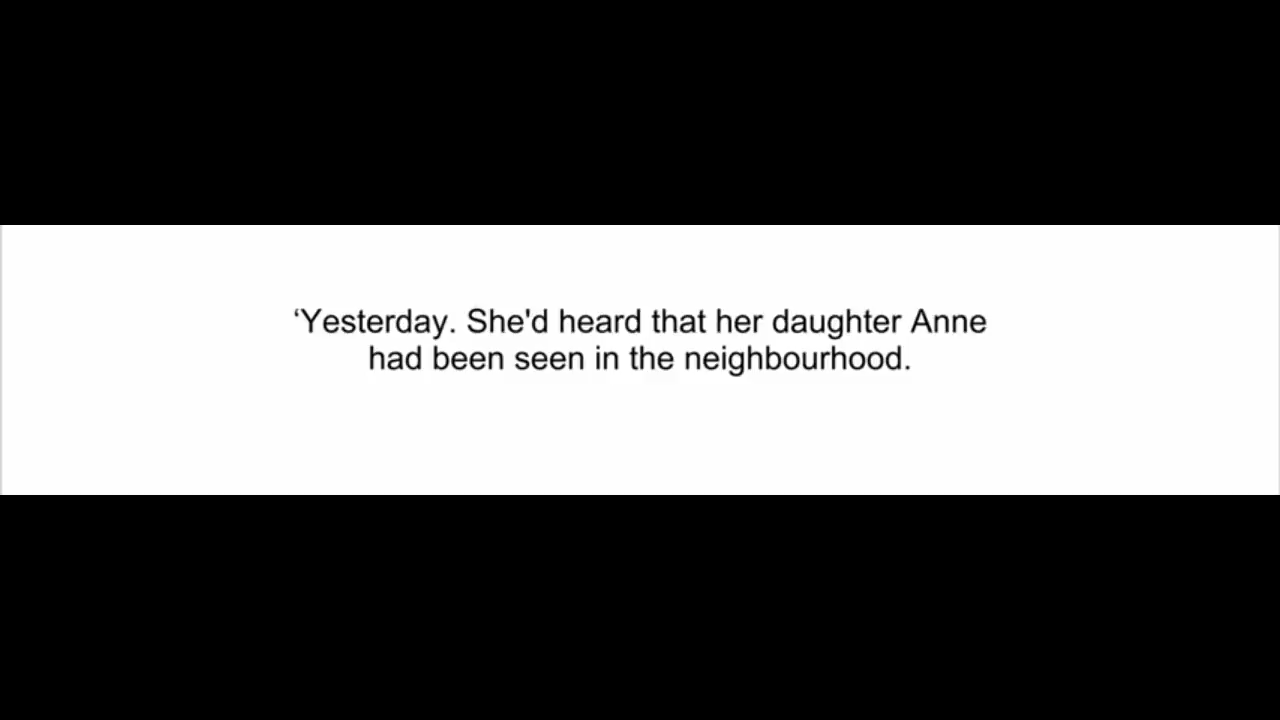 ‘Yesterday. She'd heard that her daughter Anne
had been seen in the neighbourhood.